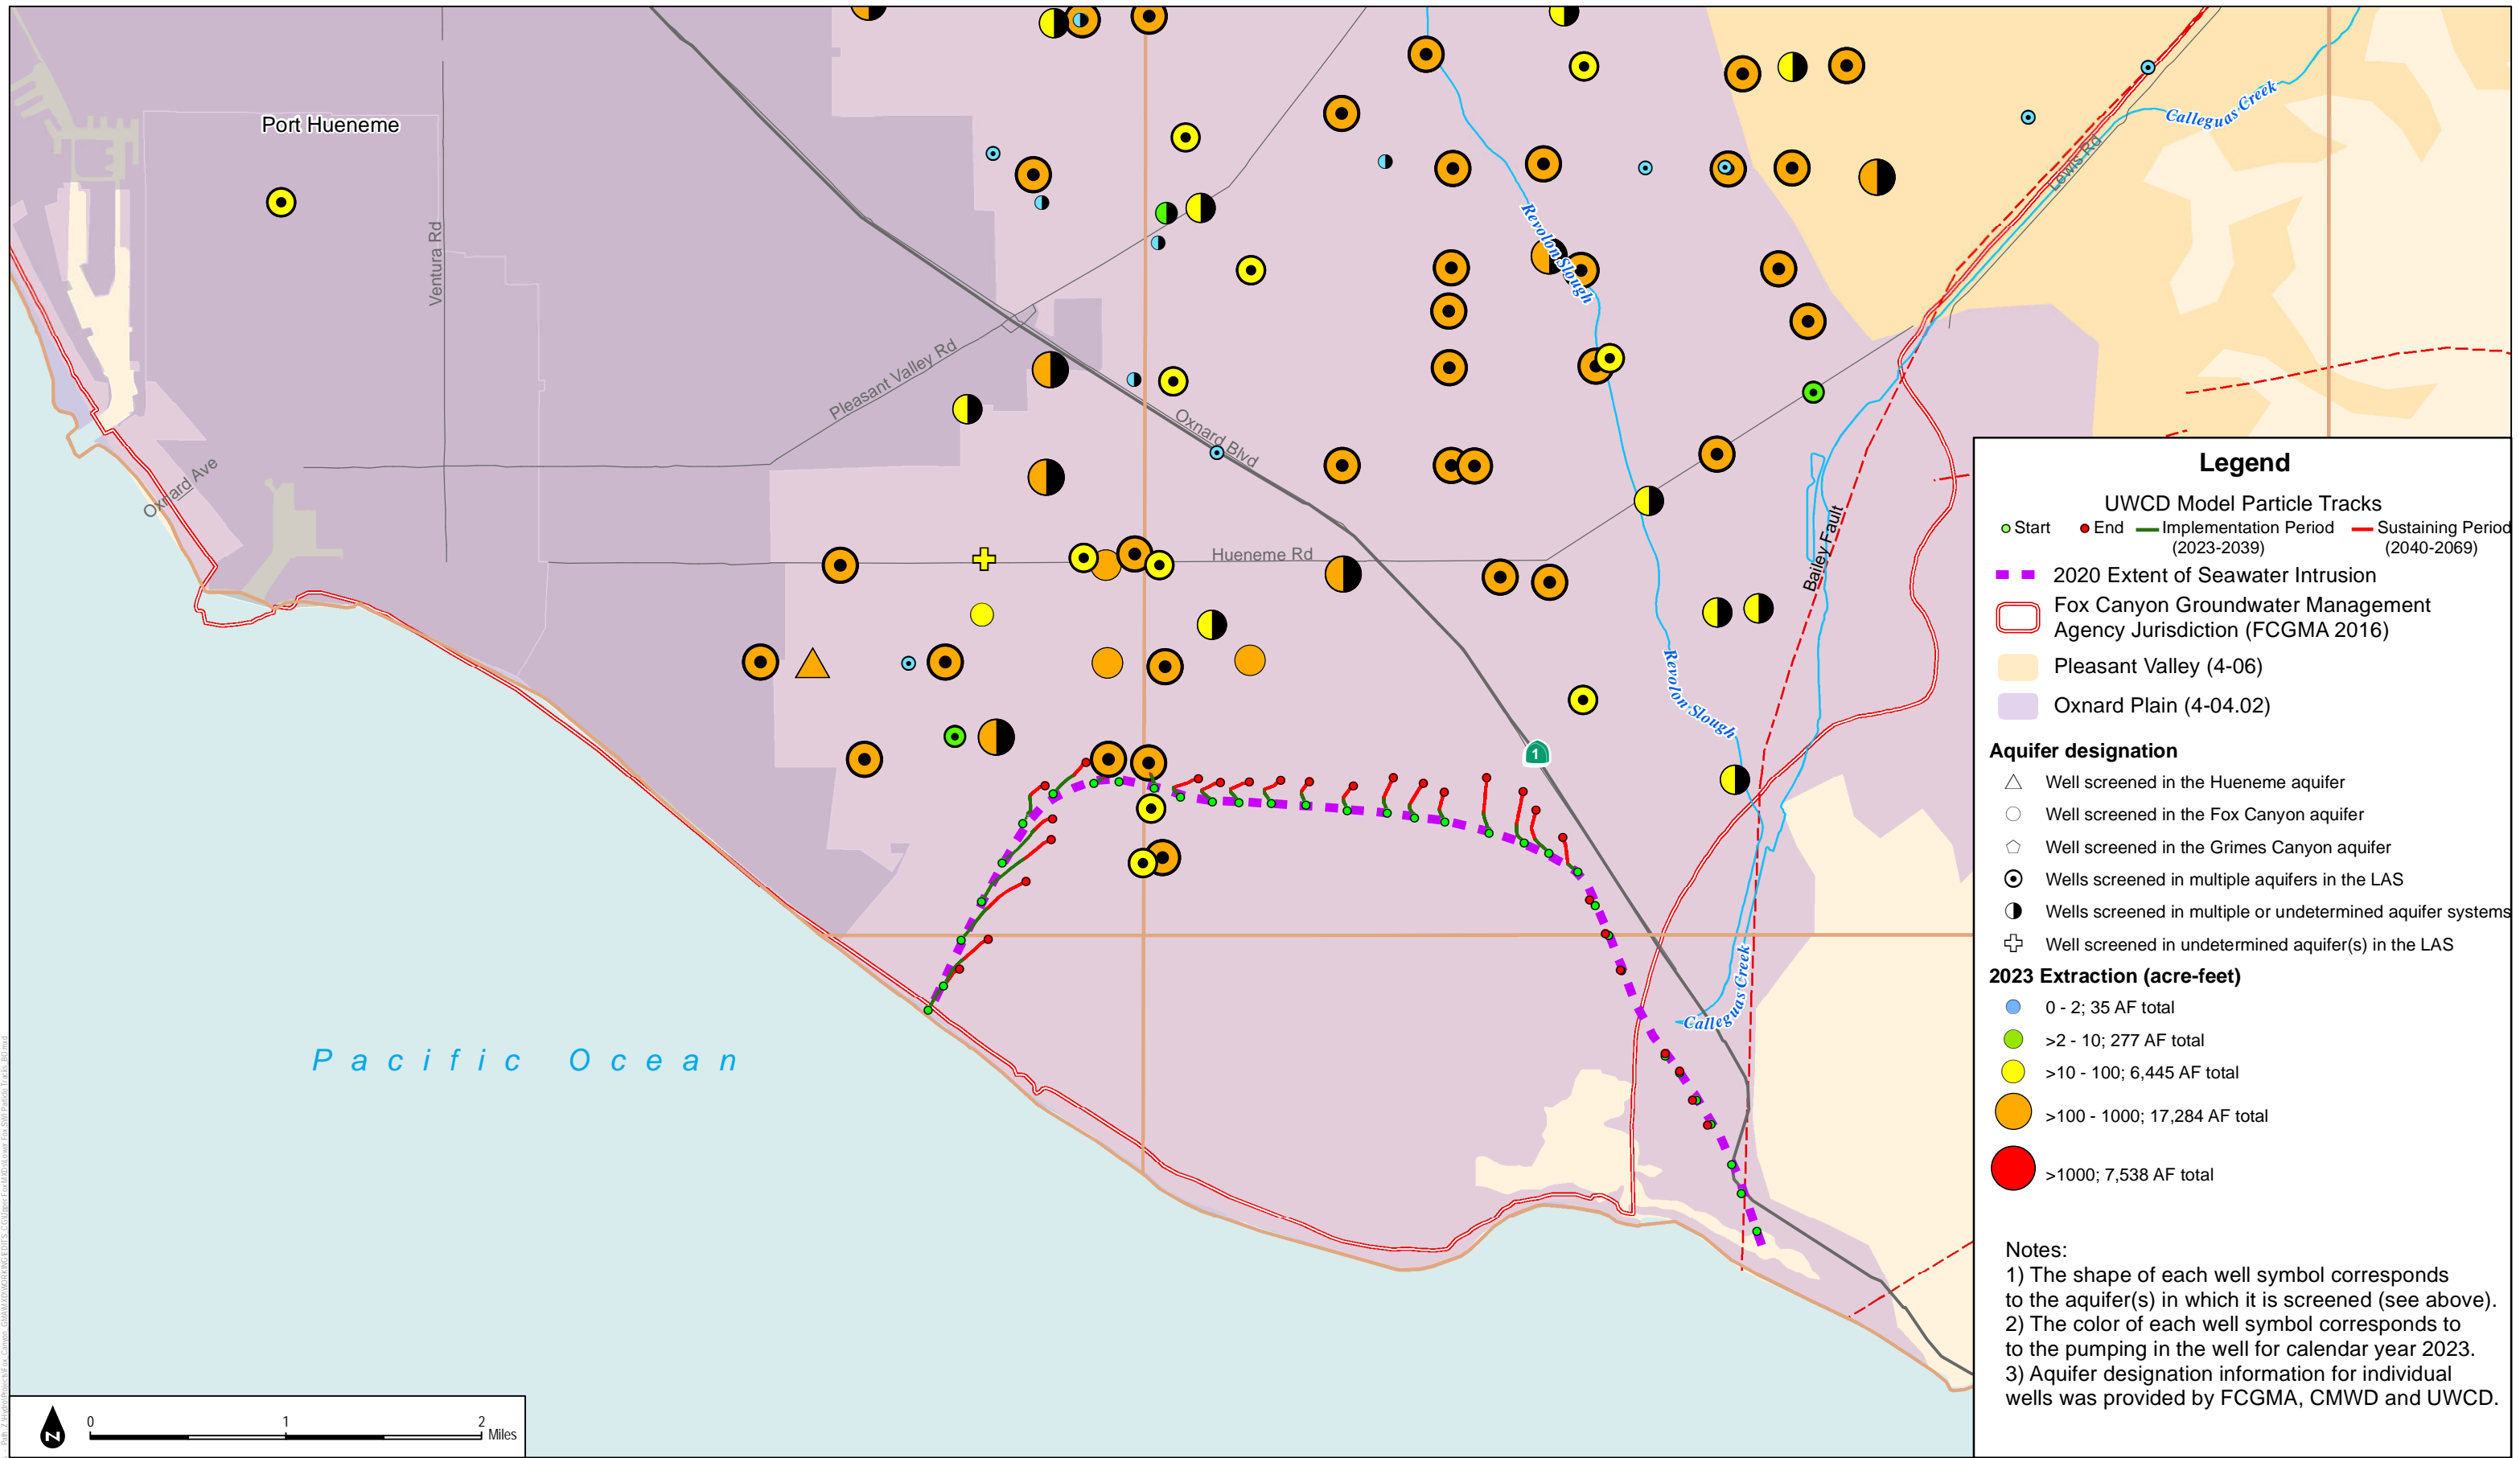 Port Hueneme
Ventura Rd
Oxnard Ave
Pleasant Valley Rd
Oxnard Blvd
Hueneme Rd
Revolon Slough
Revolon Slough
Calleguas Creek
Lewis Rd
Bailey Fault
1
Calleguas Creek
Pacific Ocean
N
0 1 2
Miles
Legend
UWCD Model Particle Tracks
Start End Implementation Period Sustaining Period
(2023-2039) (2040-2069)
2020 Extent of Seawater Intrusion
Fox Canyon Groundwater Management
Agency Jurisdiction (FCGMA 2016)
Pleasant Valley (4-06)
Oxnard Plain (4-04.02)
Aquifer designation
Well screened in the Hueneme aquifer
Well screened in the Fox Canyon aquifer
Well screened in the Grimes Canyon aquifer
Wells screened in multiple aquifers in the LAS
Wells screened in multiple or undetermined aquifer systems
Well screened in undetermined aquifer(s) in the LAS
2023 Extraction (acre-feet)
0 - 2; 35 AF total
>2 - 10; 277 AF total
>10 - 100; 6,445 AF total
>100 - 1000; 17,284 AF total
>1000; 7,538 AF total
Notes:
1) The shape of each well symbol corresponds
to the aquifer(s) in which it is screened (see above).
2) The color of each well symbol corresponds to
to the pumping in the well for calendar year 2023.
3) Aquifer designation information for individual
wells was provided by FCGMA, CMWD and UWCD.